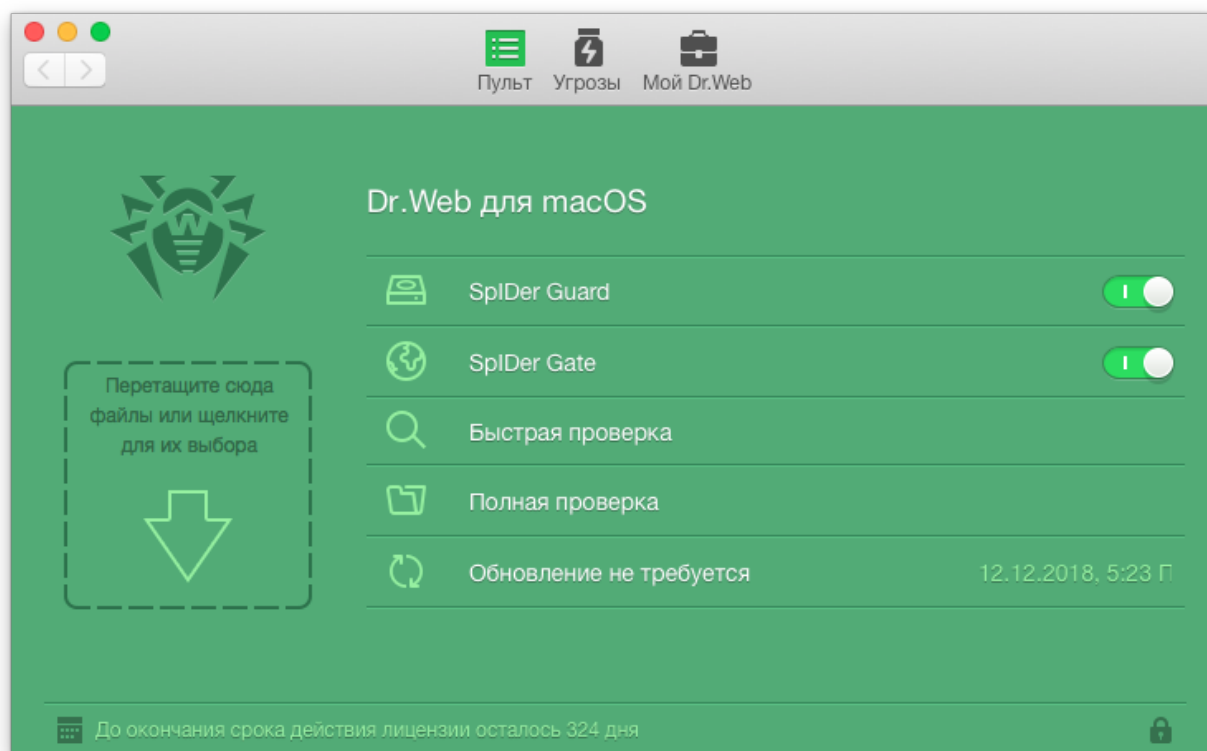 Пульт Угрозы Мой Dr.Web
Dr.Web для macOS
SpIDer Guard
SpIDer Gate
Перетащите сюда
файлы или щелкните
для их выбора
Быстрая проверка
Полная проверка
Обновление не требуется 12.12.2018, 5:23 П
До окончания срока действия лицензии осталось 324 дня